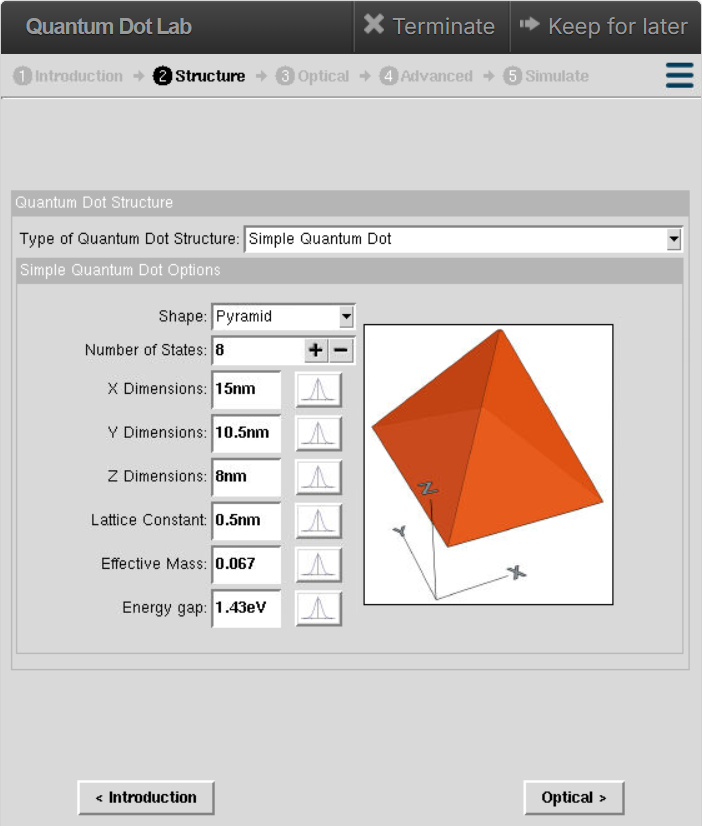 Quantum Dot Lab
Terminate
Keep for later
1 Introduction
2 Structure
3 Optical
4 Advanced
5 Simulate
Quantum Dot Structure
Type of Quantum Dot Structure: Simple Quantum Dot
Simple Quantum Dot Options
Shape: Pyramid
Number of States: 8 + −
X Dimensions: 15nm
Y Dimensions: 10.5nm
Z Dimensions: 8nm
Lattice Constant: 0.5nm
Effective Mass: 0.067
Energy gap: 1.43eV
Z
Y
X
< Introduction
Optical >